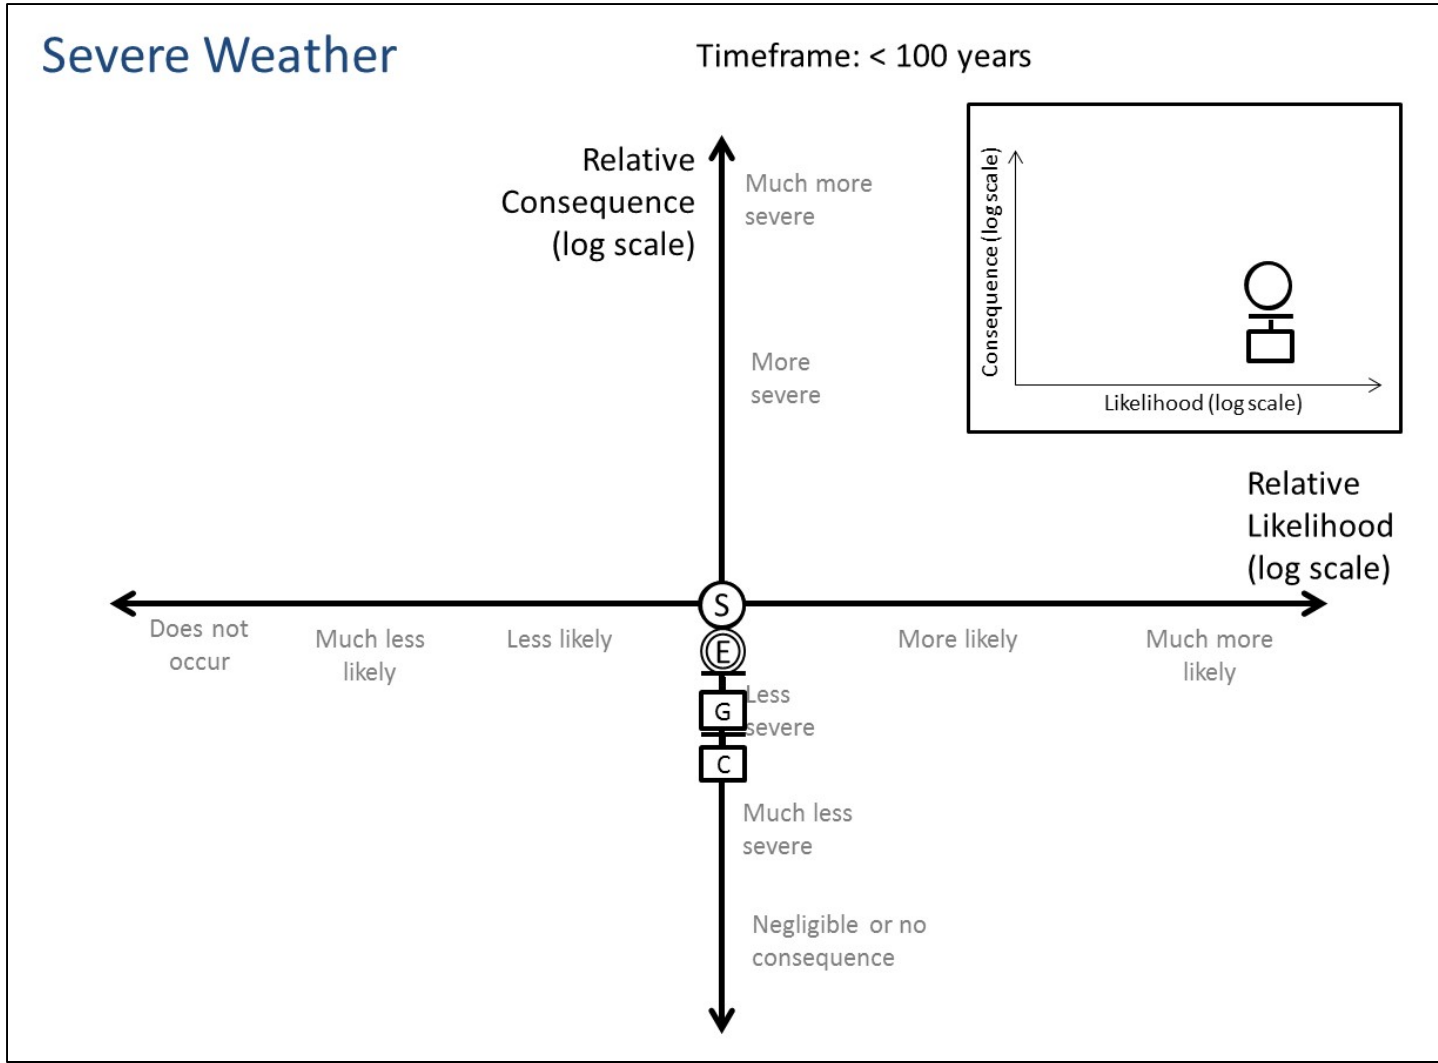 Severe Weather
Timeframe: < 100 years
Relative
Consequence
(log scale)
Much more
severe
More
severe
Consequence (log scale)
Likelihood (log scale)
Relative
Likelihood
(log scale)
S
Does not
occur
Much less
likely
Less likely
More likely
Much more
likely
E
Less
severe
G
C
Much less
severe
Negligible or no
consequence